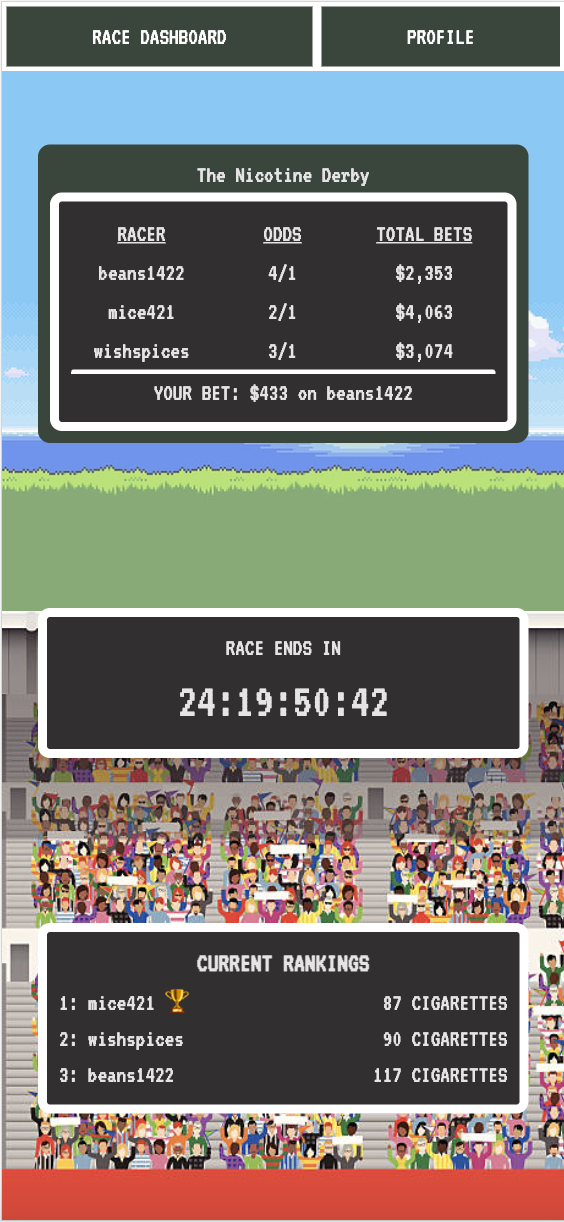 RACE DASHBOARD PROFILE
The Nicotine Derby
RACER ODDS TOTAL BETS
beans1422 4/1 $2,353
mice421 2/1 $4,063
wishspices 3/1 $3,074
YOUR BET: $433 on beans1422
RACE ENDS IN
24:19:50:42
CURRENT RANKINGS
1: mice421 🏆 87 CIGARETTES
2: wishspices 90 CIGARETTES
3: beans1422 117 CIGARETTES